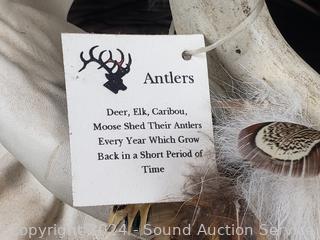 Antlers
Deer, Elk, Caribou,
Moose Shed Their Antlers
Every Year Which Grow
Back in a Short Period of
Time
Copyright 2024 - Sound Auction Service